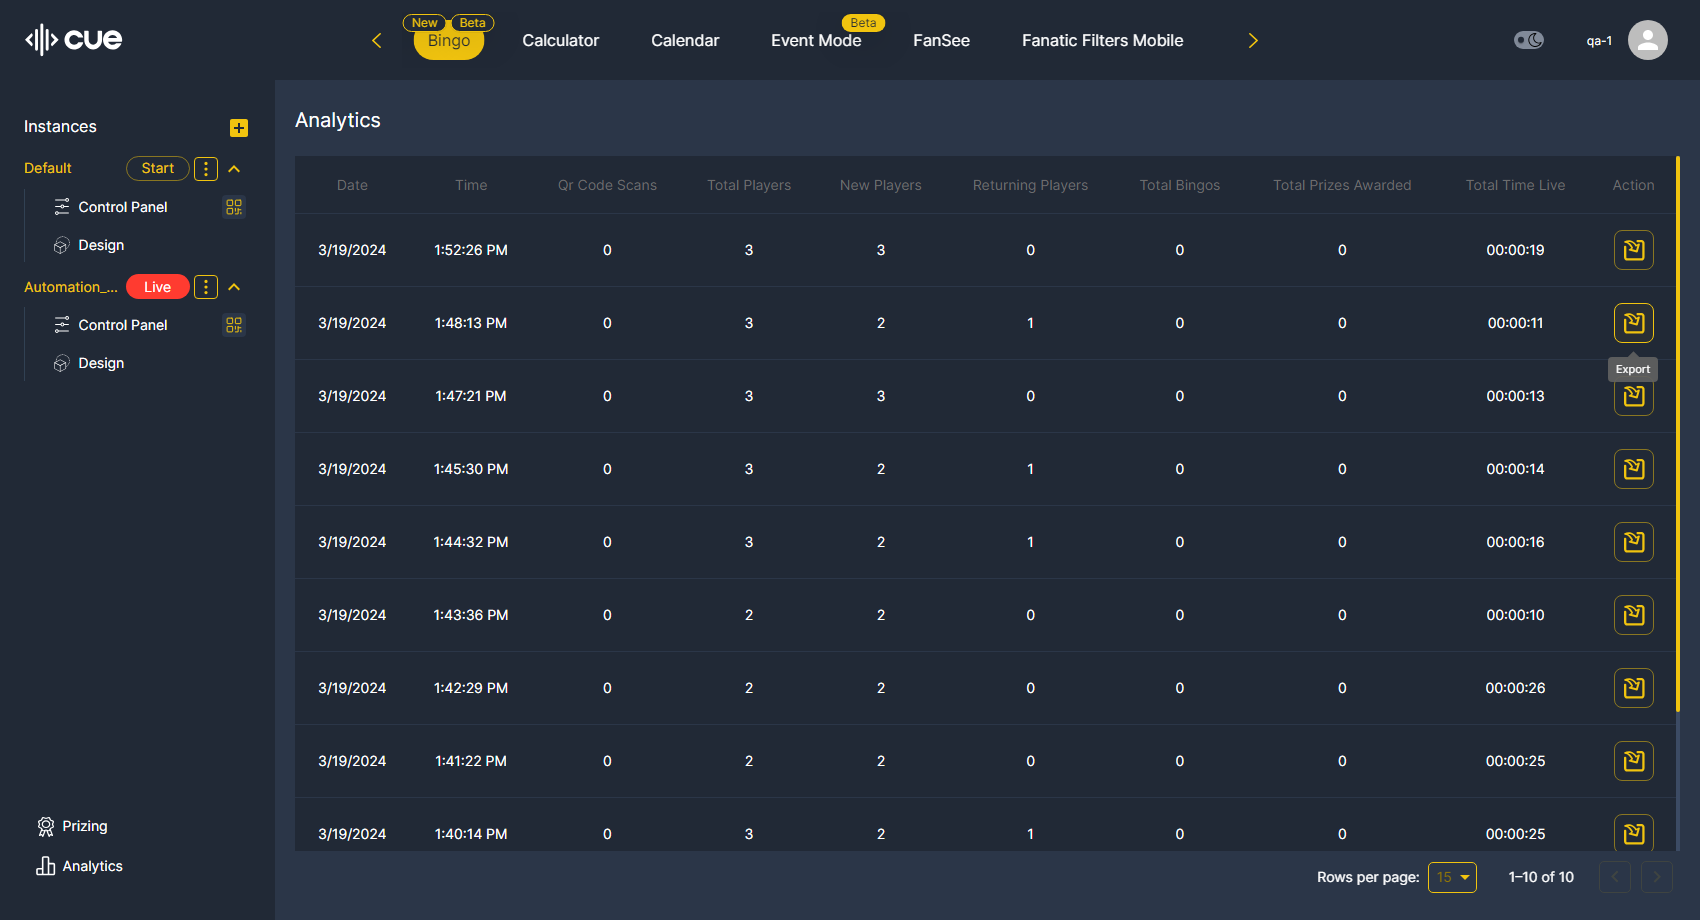 cue
New Beta
Bingo Calculator Calendar Event Mode Beta FanSee Fanatic Filters Mobile
qa-1
Instances
Default Start
Control Panel
Design
Automation_... Live
Control Panel
Design
Prizing
Analytics
Analytics
Date Time Qr Code Scans Total Players New Players Returning Players Total Bingos Total Prizes Awarded Total Time Live Action
3/19/2024 1:52:26 PM 0 3 3 0 0 0 00:00:19
3/19/2024 1:48:13 PM 0 3 2 1 0 0 00:00:11
Export
3/19/2024 1:47:21 PM 0 3 3 0 0 0 00:00:13
3/19/2024 1:45:30 PM 0 3 2 1 0 0 00:00:14
3/19/2024 1:44:32 PM 0 3 2 1 0 0 00:00:16
3/19/2024 1:43:36 PM 0 2 2 0 0 0 00:00:10
3/19/2024 1:42:29 PM 0 2 2 0 0 0 00:00:26
3/19/2024 1:41:22 PM 0 2 2 0 0 0 00:00:25
3/19/2024 1:40:14 PM 0 3 2 1 0 0 00:00:25
Rows per page: 15 1–10 of 10